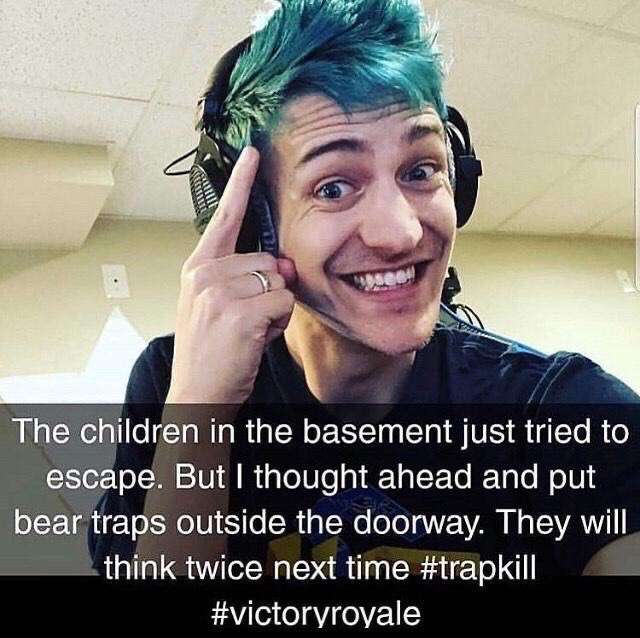 The children in the basement just tried to
escape. But I thought ahead and put
bear traps outside the doorway. They will
think twice next time #trapkill
#victoryroyale